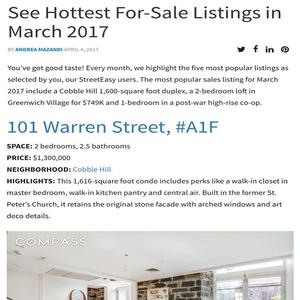 See Hottest For-Sale Listings in
March 2017
BY ANDREA MAZANDI APRIL 4, 2017
You've got good taste! Every month, we highlight the five most popular listings as
selected by you, our StreetEasy users. The most popular sales listing for March
2017 include a Cobble Hill 1,600-square foot duplex, a 2-bedroom loft in
Greenwich Village for $749K and 1-bedroom in a post-war high-rise co-op.
101 Warren Street, #A1F
SPACE: 2 bedrooms, 2.5 bathrooms
PRICE: $1,300,000
NEIGHBORHOOD: Cobble Hill
HIGHLIGHTS: This 1,616-square foot condo includes perks like a walk-in closet in
master bedroom, walk-in kitchen pantry and central air. Built in the former St.
Peter's Church, it retains the original stone facade with arched windows and art
deco details.
COMPASS